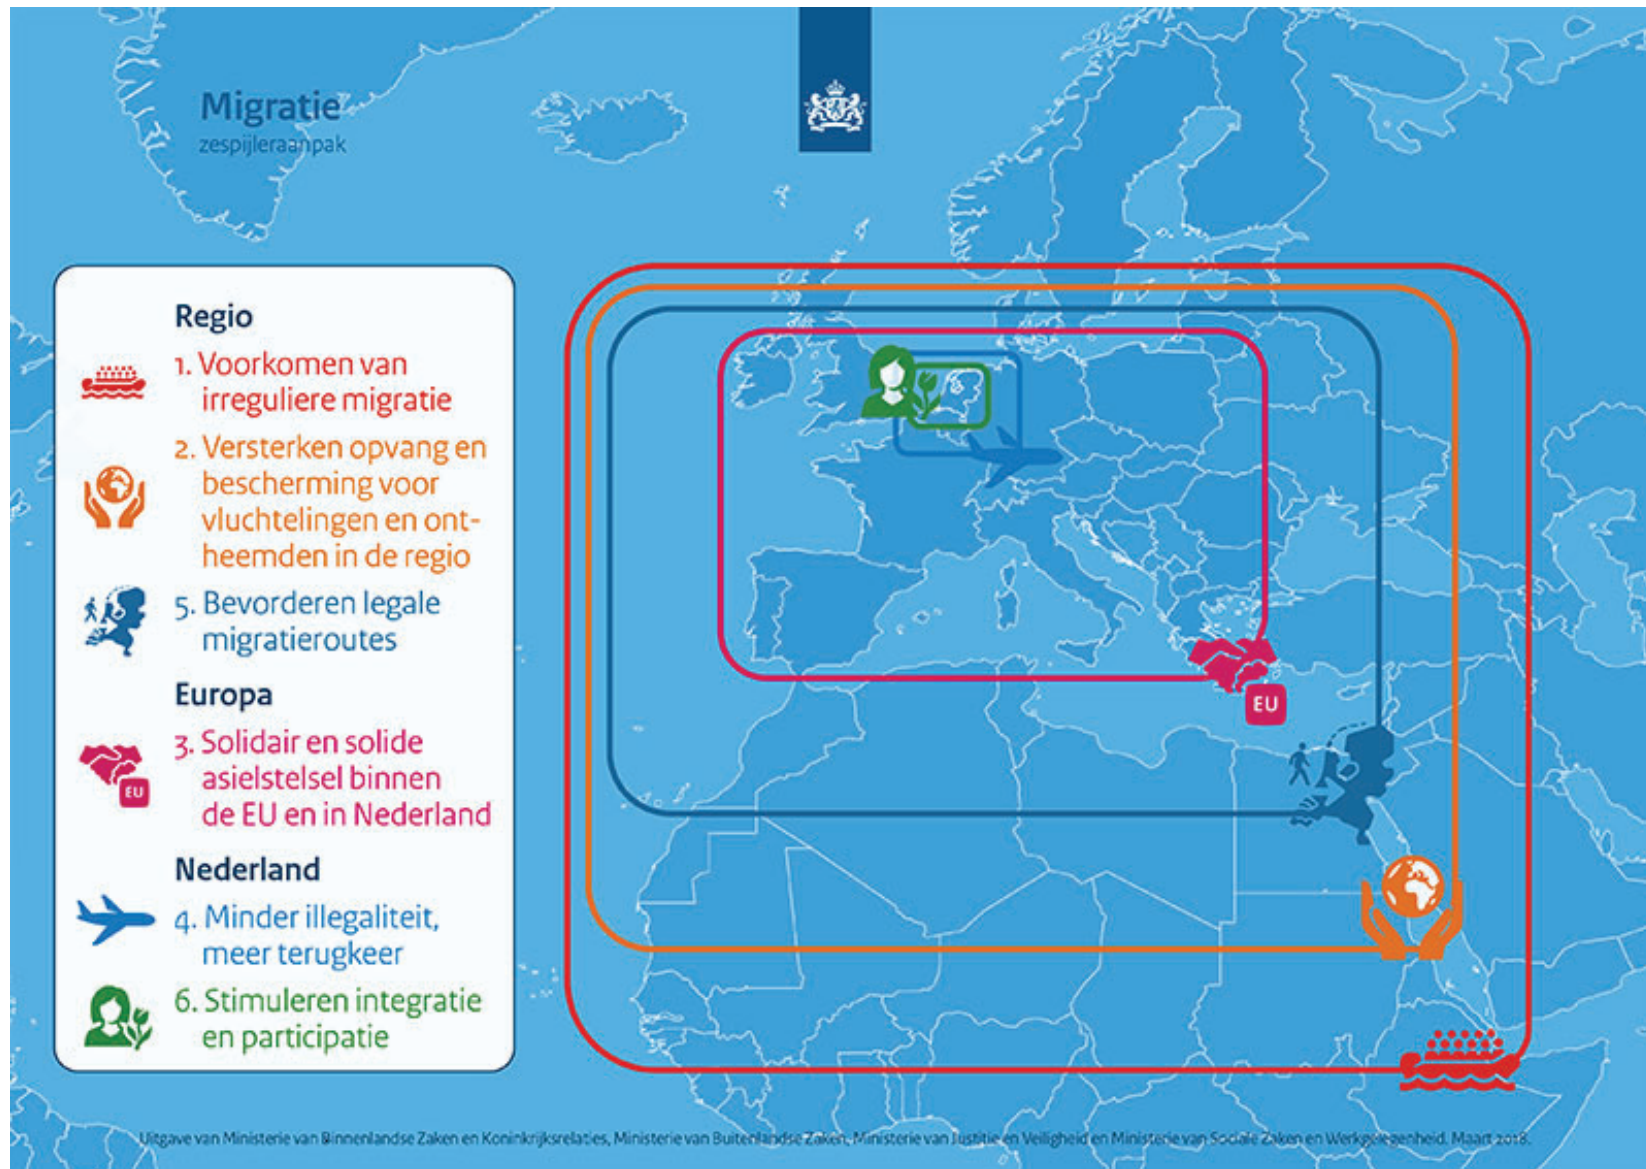 Migratie
zespijleraanpak
Regio
1. Voorkomen van
irreguliere migratie
2. Versterken opvang en
bescherming voor
vluchtelingen en ont-
heemden in de regio
5. Bevorderen legale
migratieroutes
Europa
3. Solidair en solide
asielstelsel binnen
de EU en in Nederland
EU
Nederland
4. Minder illegaliteit,
meer terugkeer
6. Stimuleren integratie
en participatie
EU
Uitgave van Ministerie van Binnenlandse Zaken en Koninkrijksrelaties, Ministerie van Buitenlandse Zaken, Ministerie van Justitie en Veiligheid en Ministerie van Sociale Zaken en Werkgelegenheid. Maart 2018.